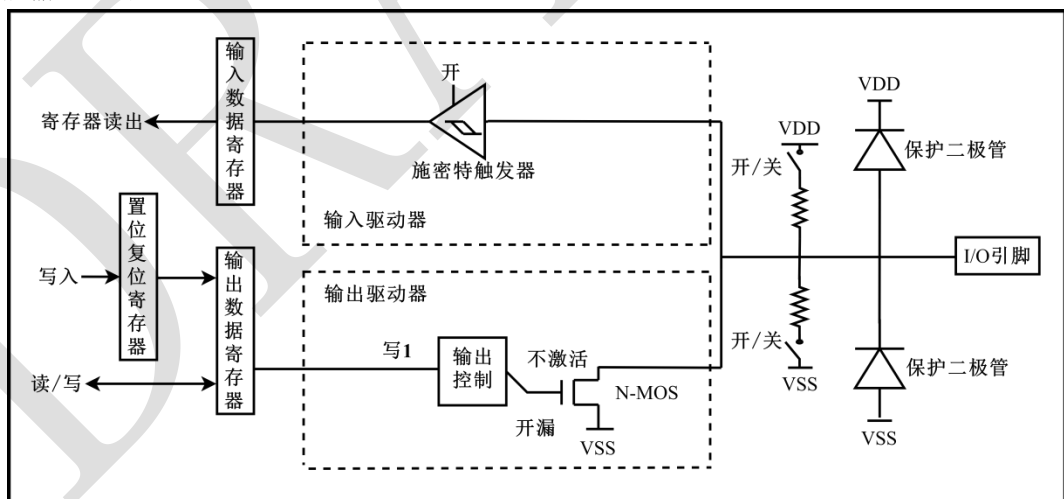 输入数据寄存器
开
VDD
VDD
寄存器读出
施密特触发器
开/关
保护二极管
输入驱动器
置位复位寄存器
写入
输出数据寄存器
I/O引脚
输出驱动器
写1
输出控制
不激活
开/关
读/写
N-MOS
VSS
保护二极管
开漏
VSS
VSS